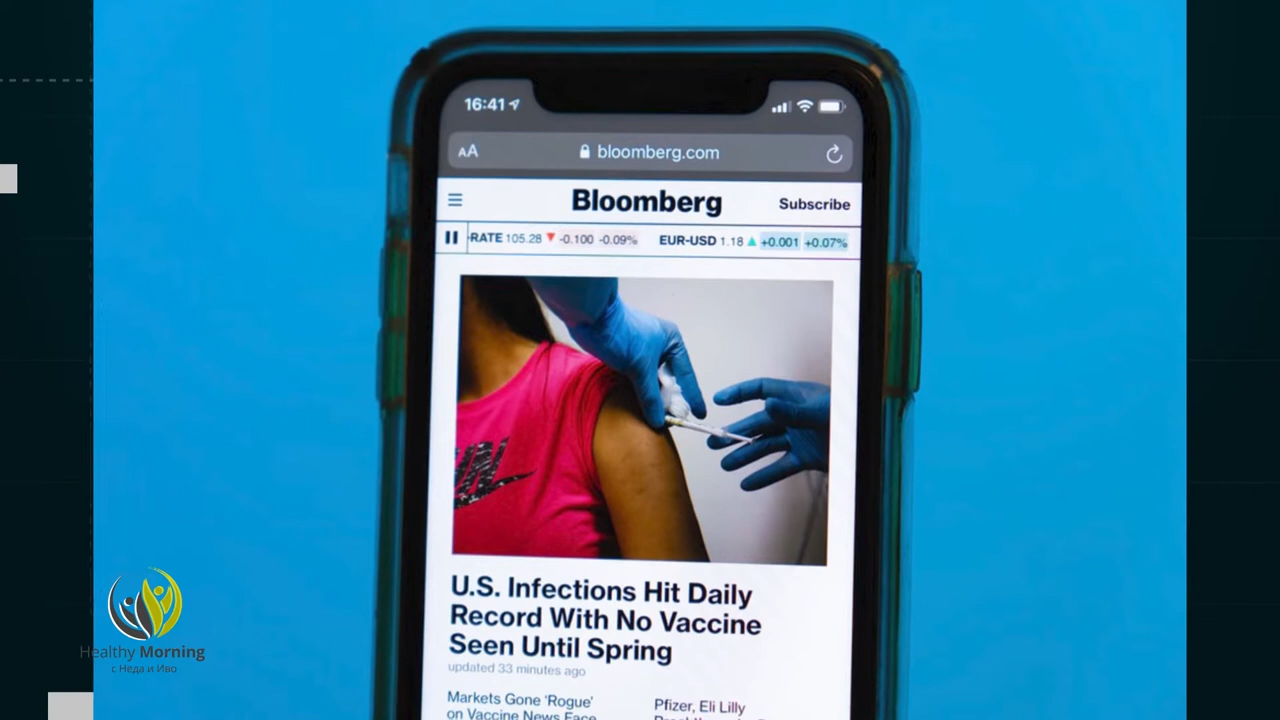 16:41
AA bloomberg.com
Bloomberg Subscribe
-RATE 105.28 ▼ -0.100 -0.09% EUR-USD 1.18 ▲ +0.001 +0.07%
U.S. Infections Hit Daily
Record With No Vaccine
Seen Until Spring
updated 33 minutes ago
Markets Gone 'Rogue'
on Vaccine News Face
Pfizer, Eli Lilly
Healthy Morning
с Неда и Иво